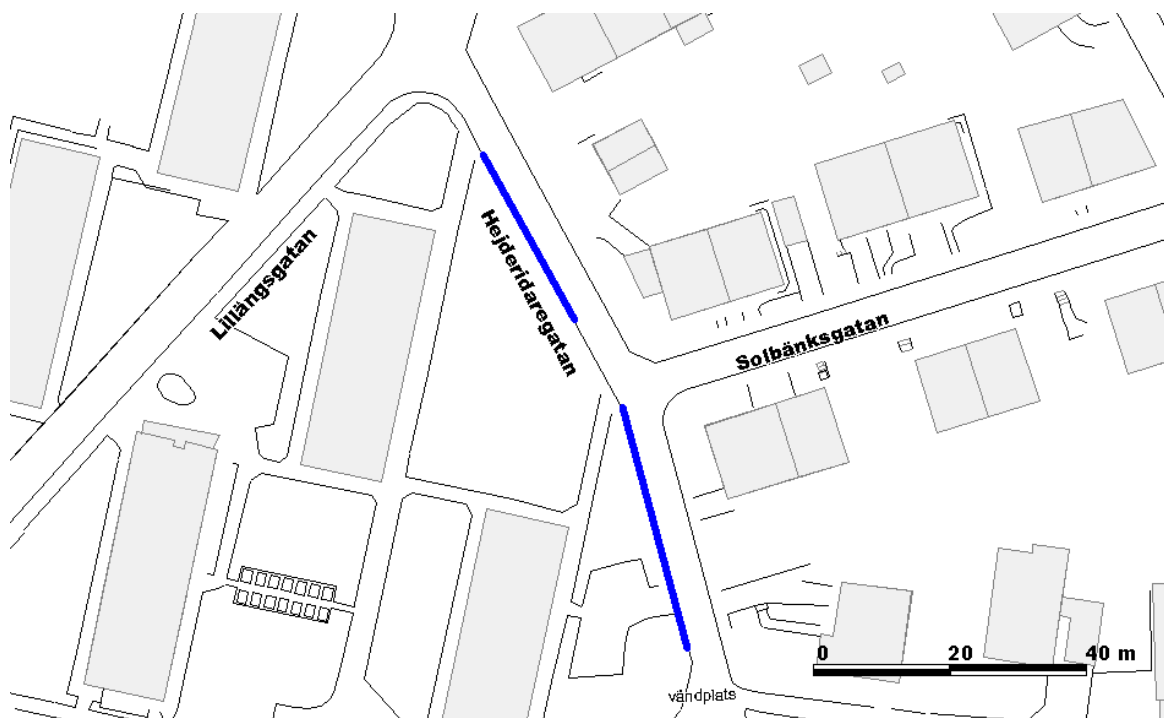 Hejderidaregatan
Lillängsgatan
Solbänksgatan
0 20 40 m
vändplats